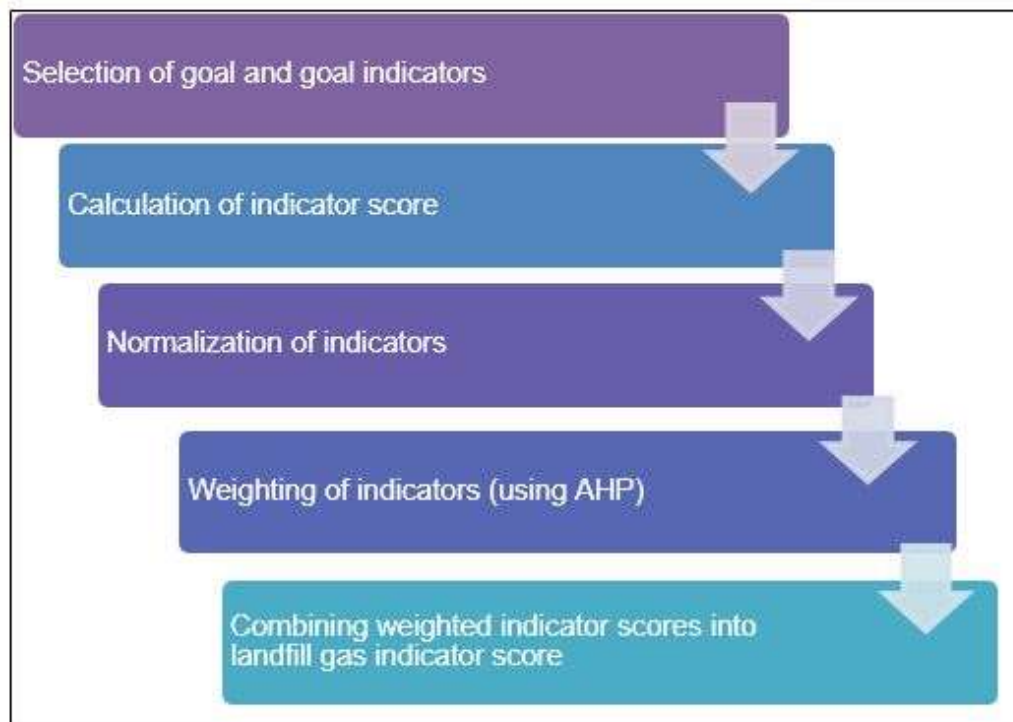 Selection of goal and goal indicators
Calculation of indicator score
Normalization of indicators
Weighting of indicators (using AHP)
Combining weighted indicator scores into
landfill gas indicator score